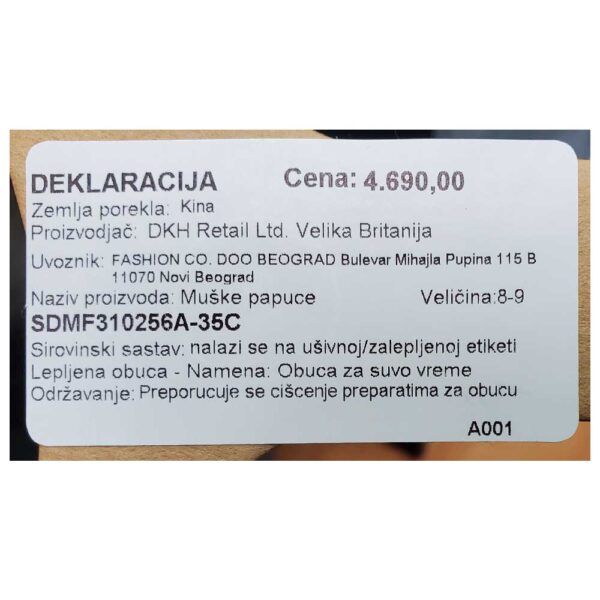 DEKLARACIJA Cena: 4.690,00
Zemlja porekla: Kina
Proizvodjač: DKH Retail Ltd. Velika Britanija
Uvoznik: FASHION CO. DOO BEOGRAD Bulevar Mihajla Pupina 115 B
11070 Novi Beograd
Naziv proizvoda: Muške papuce Veličina:8-9
SDMF310256A-35C
Sirovinski sastav: nalazi se na ušivnoj/zalepljenoj etiketi
Lepljena obuca - Namena: Obuca za suvo vreme
Održavanje: Preporucuje se cišcenje preparatima za obucu
A001